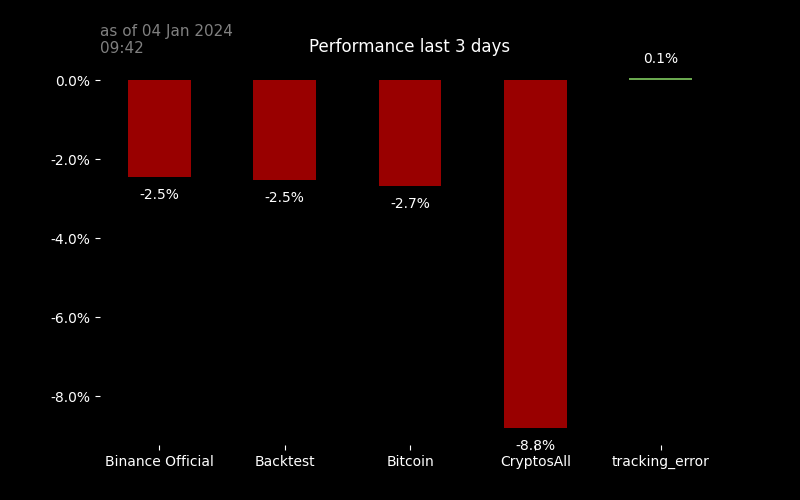 as of 04 Jan 2024
09:42
Performance last 3 days
0.1%
0.0%
-2.0%
-2.5%
-2.5%
-2.7%
-4.0%
-6.0%
-8.0%
-8.8%
Binance Official
Backtest
Bitcoin
CryptosAll
tracking_error